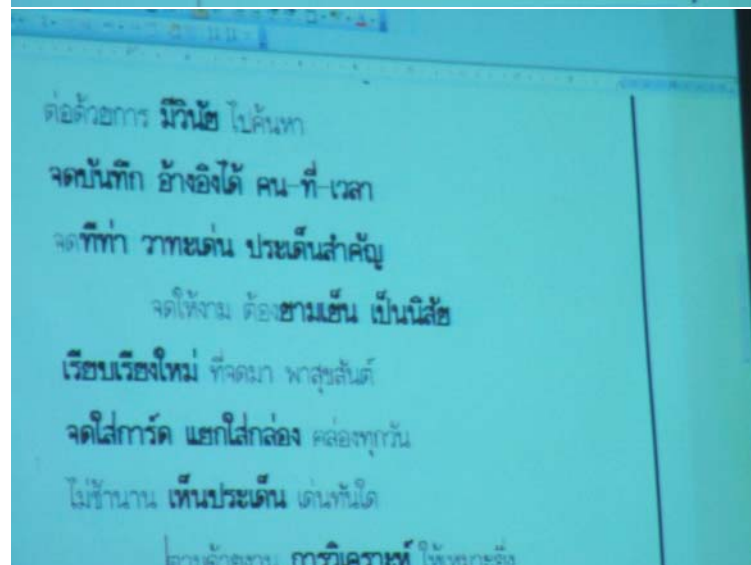 ต่อด้วยการ มีวินัย ไปค้นหา
จดบันทึก อ้างอิงได้ คน-ที่-เวลา
จดทีท่า วาทะเด่น ประเด็นสำคัญ
จดให้งาม ต้องยามเย็น เป็นนิสัย
เรียบเรียงใหม่ ที่จดมา พาสุขสันต์
จดใส่การ์ด แยกใส่กล่อง คล่องทุกวัน
ไม่ช้านาน เห็นประเด็น เด่นทันใด
การวิเคราะห์